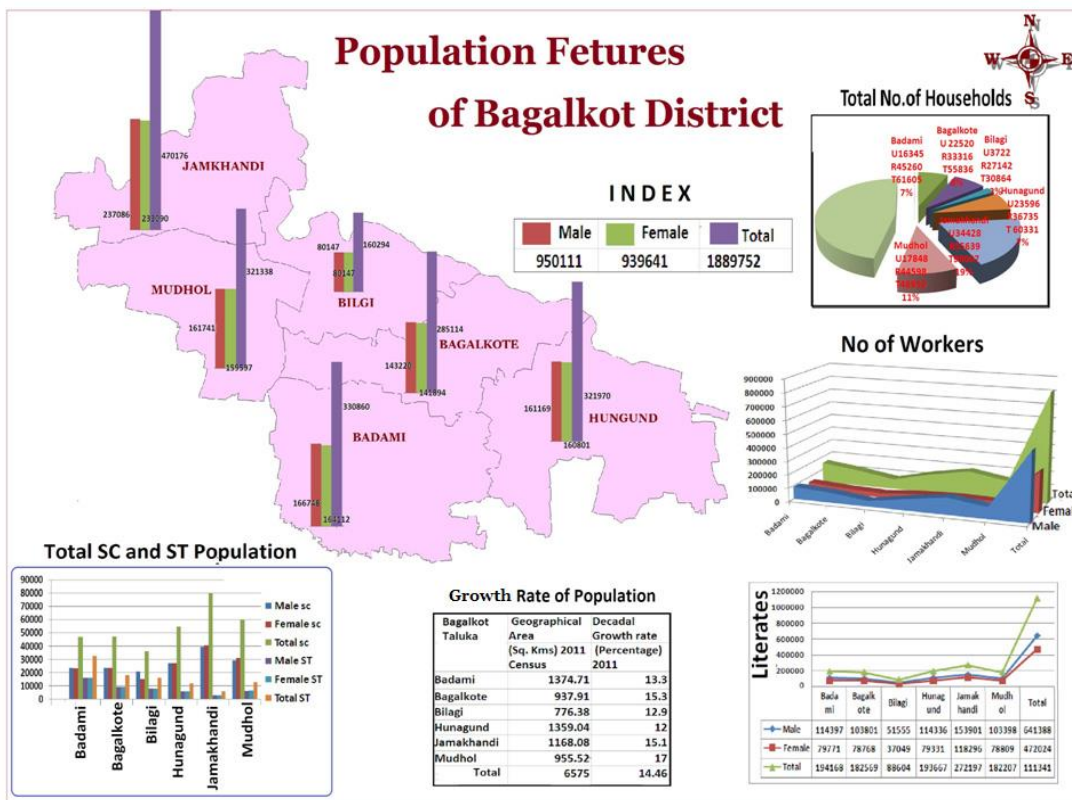 Population Fetures
of Bagalkot District
N
W E
S
Total No.of Households
Badami
U16345
R45260
T61605
7%
Bagalkote
U 22520
R33316
T55836
Bilagi
U3722
R27142
T30864
Hunagund
U23596
R36735
T 60331
7%
U34428
19%
Mudhol
U17848
R44598
11%
INDEX
Male Female Total
950111 939641 1889752
JAMKHANDI
470176
237086
MUDHOL
321338
161741
159597
BILGI
80147
160294
80147
BAGALKOTE
285114
143220
141894
HUNGUND
321970
161169
160801
BADAMI
330860
164112
No of Workers
900000
800000
700000
600000
500000
400000
300000
200000
100000
0
Badami
Bagalkote
Bilagi
Hunagund
Jamakhandi
Mudhol
Total
Male
Total SC and ST Population
90000
80000
70000
60000
50000
40000
30000
20000
10000
0
Badami
Bagalkote
Bilagi
Hunagund
Jamakhandi
Mudhol
Male sc
Female sc
Total sc
Male ST
Female ST
Total ST
Growth Rate of Population
Bagalkot Taluka
Geographical Area (Sq. Kms) 2011 Census
Decadal Growth rate (Percentage) 2011
Badami 1374.71 13.3
Bagalkote 937.91 15.3
Bilagi 776.38 12.9
Hunagund 1359.04 12
Jamakhandi 1168.08 15.1
Mudhol 955.52 17
Total 6575 14.46
Literates
1200000
1000000
800000
600000
400000
200000
0
Bada mi
Bagalk ote
Bilagi
Hunag und
Jamak handi
Mudh ol
Total
Male 114397 103801 51555 114336 153901 103398 641388
Female 79771 78768 37049 79331 118296 78809 472024
Total 194168 182569 88604 193667 272197 182207 111341